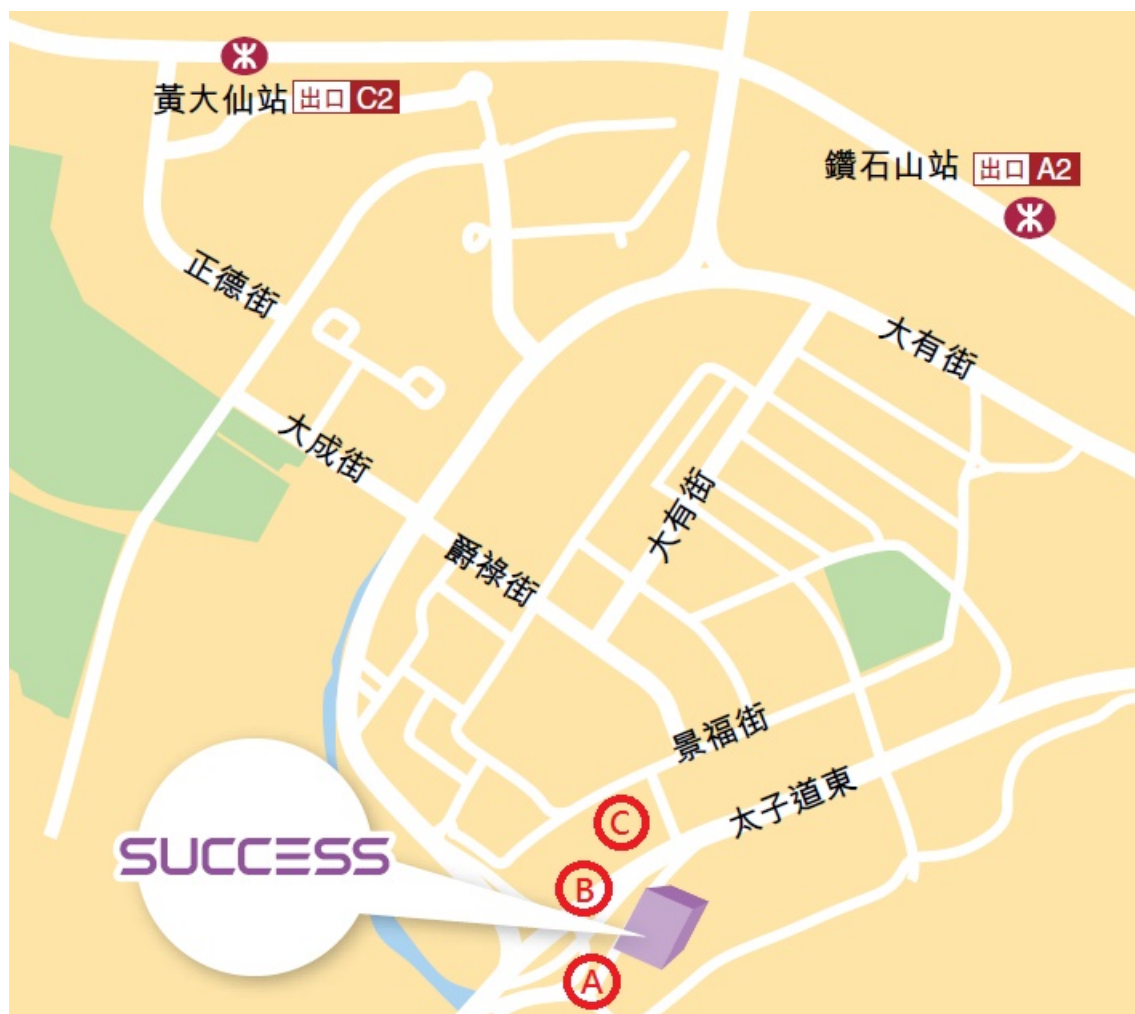 黃大仙站 出口 C2
鑽石山站 出口 A2
正德街
大有街
大成街
大有街
爵祿街
景福街
太子道東
C
SUCCESS
B
A